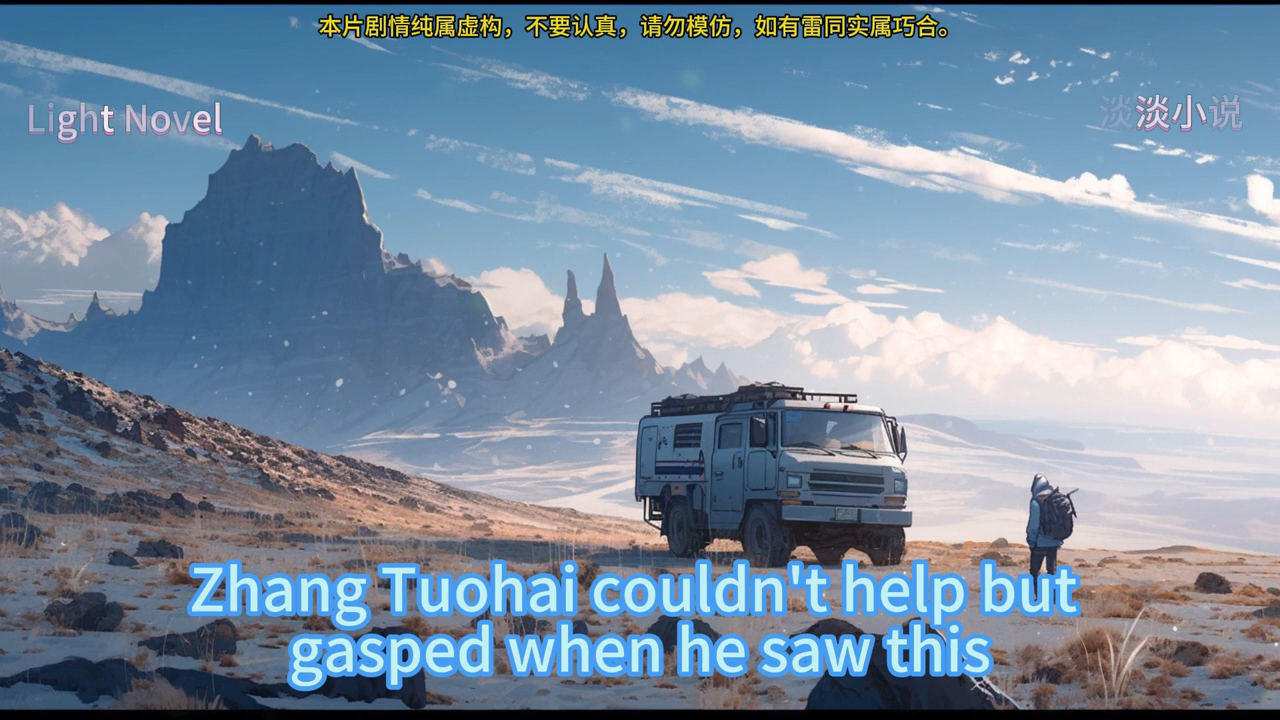 本片剧情纯属虚构，不要认真，请勿模仿，如有雷同实属巧合。
Light Novel
淡淡小说
Zhang Tuohai couldn't help but
gasped when he saw this